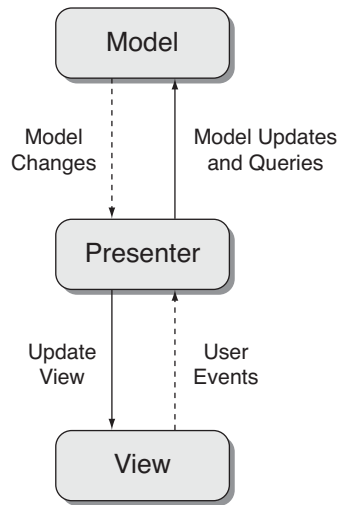 Model
Model
Changes
Model Updates
and Queries
Presenter
Update
View
User
Events
View